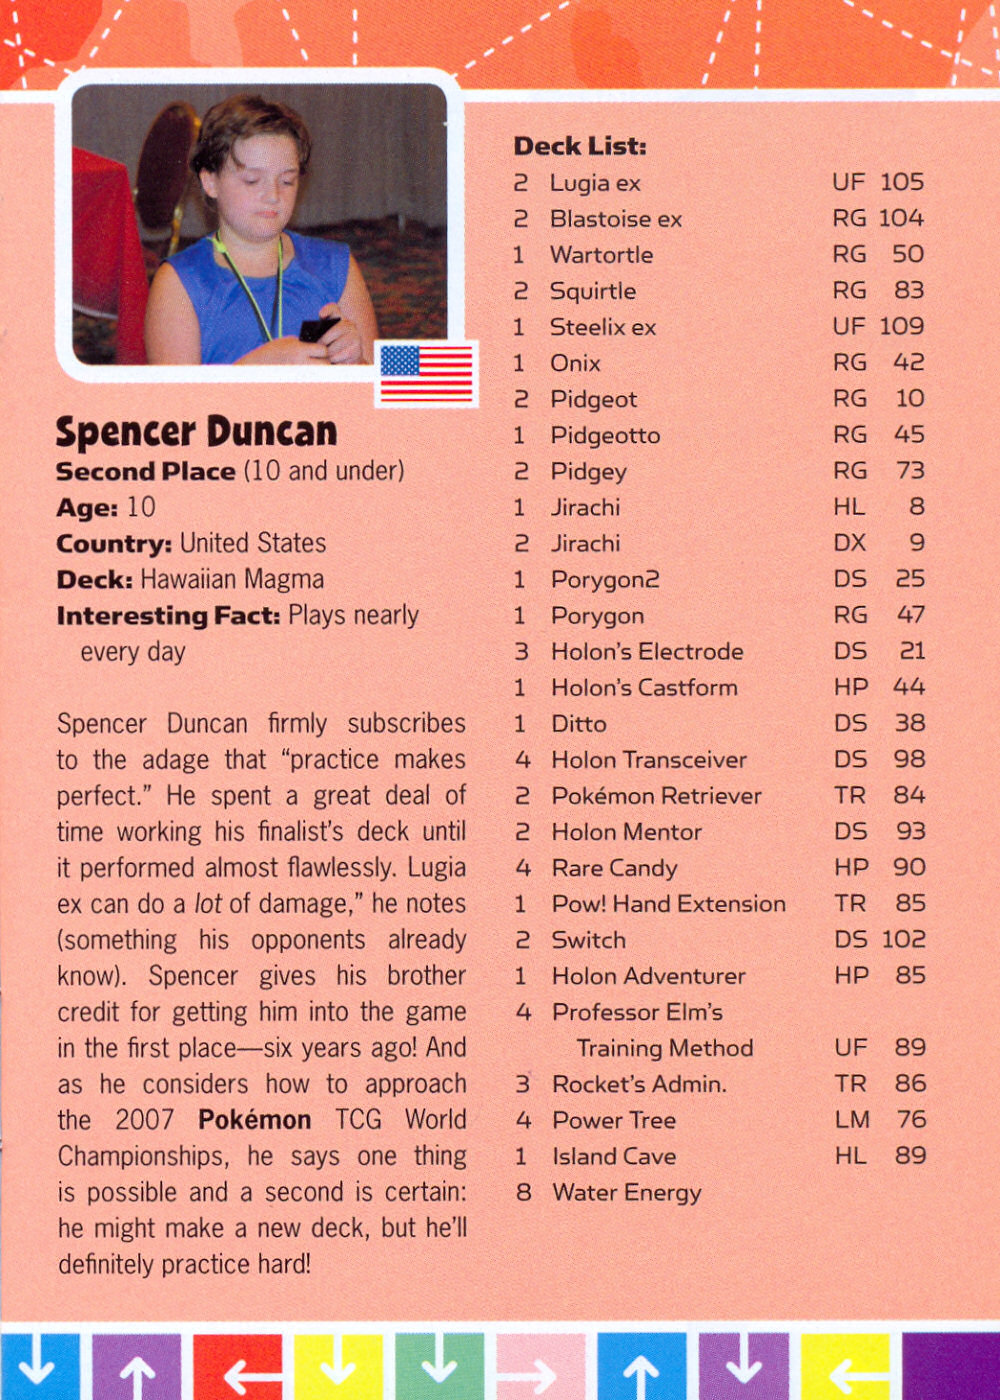 Spencer Duncan
Second Place (10 and under)
Age: 10
Country: United States
Deck: Hawaiian Magma
Interesting Fact: Plays nearly
every day
Spencer Duncan firmly subscribes
to the adage that “practice makes
perfect.” He spent a great deal of
time working his finalist’s deck until
it performed almost flawlessly. Lugia
ex can do a lot of damage,” he notes
(something his opponents already
know). Spencer gives his brother
credit for getting him into the game
in the first place—six years ago! And
as he considers how to approach
the 2007 Pokémon TCG World
Championships, he says one thing
is possible and a second is certain:
he might make a new deck, but he’ll
definitely practice hard!
Deck List:
2 Lugia ex UF 105
2 Blastoise ex RG 104
1 Wartortle RG 50
2 Squirtle RG 83
1 Steelix ex UF 109
1 Onix RG 42
2 Pidgeot RG 10
1 Pidgeotto RG 45
2 Pidgey RG 73
1 Jirachi HL 8
2 Jirachi DX 9
1 Porygon2 DS 25
1 Porygon RG 47
3 Holon’s Electrode DS 21
1 Holon’s Castform HP 44
1 Ditto DS 38
4 Holon Transceiver DS 98
2 Pokémon Retriever TR 84
2 Holon Mentor DS 93
4 Rare Candy HP 90
1 Pow! Hand Extension TR 85
2 Switch DS 102
1 Holon Adventurer HP 85
4 Professor Elm’s
Training Method UF 89
3 Rocket’s Admin. TR 86
4 Power Tree LM 76
1 Island Cave HL 89
8 Water Energy